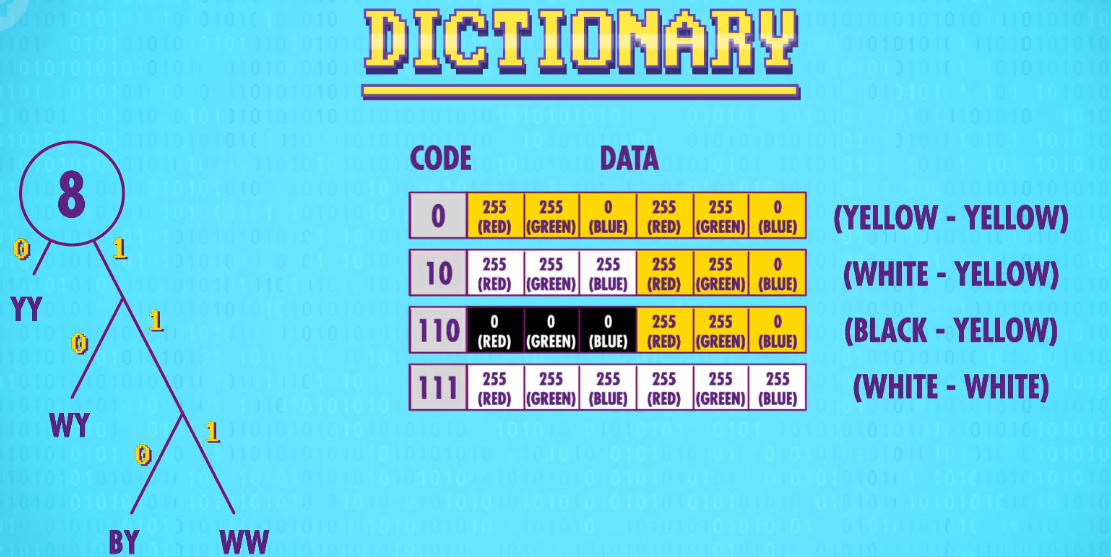 DICTIONARY
CODE DATA
0 255 (RED) 255 (GREEN) 0 (BLUE) 255 (RED) 255 (GREEN) 0 (BLUE) (YELLOW - YELLOW)
10 255 (RED) 255 (GREEN) 255 (BLUE) 255 (RED) 255 (GREEN) 0 (BLUE) (WHITE - YELLOW)
110 0 (RED) 0 (GREEN) 0 (BLUE) 255 (RED) 255 (GREEN) 0 (BLUE) (BLACK - YELLOW)
111 255 (RED) 255 (GREEN) 255 (BLUE) 255 (RED) 255 (GREEN) 255 (BLUE) (WHITE - WHITE)
8
0 1
YY
0 1
WY
0 1
BY WW